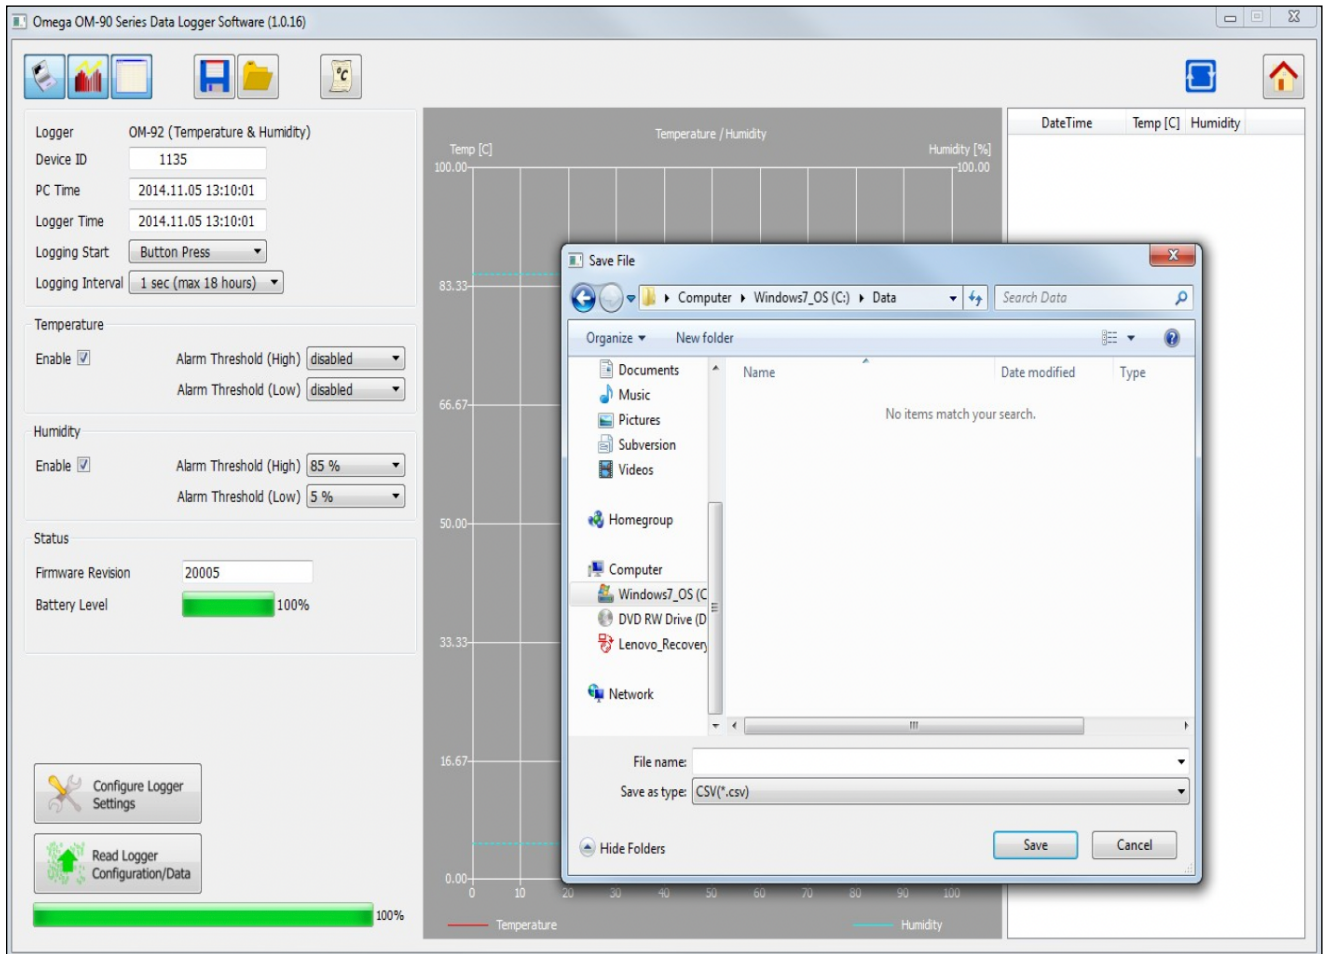 Omega OM-90 Series Data Logger Software (1.0.16)
°C
Logger OM-92 (Temperature & Humidity)
Device ID 1135
PC Time 2014.11.05 13:10:01
Logger Time 2014.11.05 13:10:01
Logging Start Button Press
Logging Interval 1 sec (max 18 hours)
Temperature
Enable Alarm Threshold (High) disabled
Alarm Threshold (Low) disabled
Humidity
Enable Alarm Threshold (High) 85 %
Alarm Threshold (Low) 5 %
Status
Firmware Revision 20005
Battery Level 100%
Configure Logger
Settings
Read Logger
Configuration/Data
100%
Temperature / Humidity
Temp [C] Humidity [%]
100.00 100.00
83.33
66.67
50.00
33.33
16.67
0.00
0 10 20 30 40 50 60 70 80 90 100
Temperature Humidity
DateTime Temp [C] Humidity
Save File
Computer Windows7_OS (C:) Data Search Data
Organize New folder
Documents
Music
Pictures
Subversion
Videos
Homegroup
Computer
Windows7_OS (C
DVD RW Drive (D
Lenovo_Recovery
Network
Name Date modified Type
No items match your search.
File name:
Save as type: CSV(*.csv)
Hide Folders Save Cancel